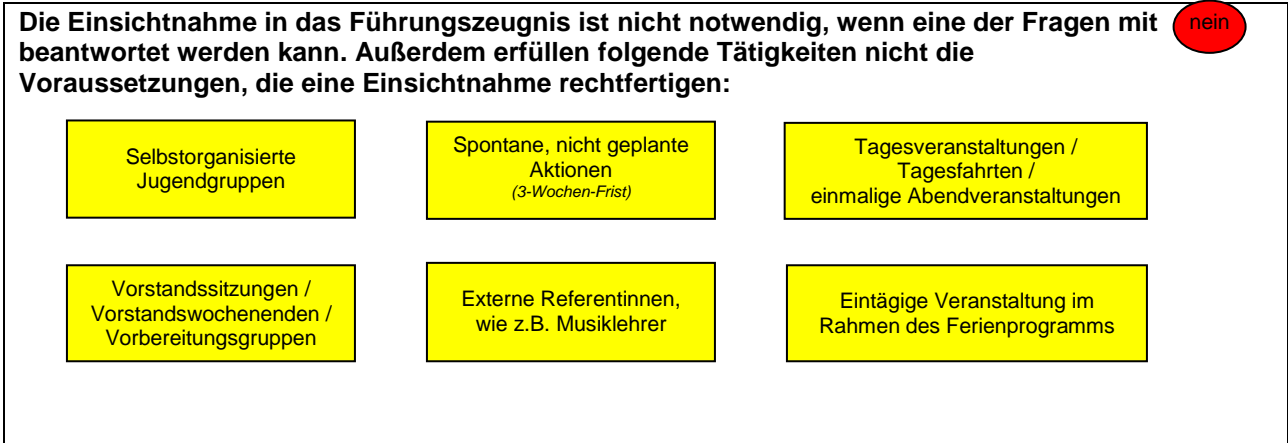 Die Einsichtnahme in das Führungszeugnis ist nicht notwendig, wenn eine der Fragen mit nein
beantwortet werden kann. Außerdem erfüllen folgende Tätigkeiten nicht die
Voraussetzungen, die eine Einsichtnahme rechtfertigen:
Selbstorganisierte
Jugendgruppen
Spontane, nicht geplante
Aktionen
(3-Wochen-Frist)
Tagesveranstaltungen /
Tagesfahrten /
einmalige Abendveranstaltungen
Vorstandssitzungen /
Vorstandswochenenden /
Vorbereitungsgruppen
Externe Referentinnen,
wie z.B. Musiklehrer
Eintägige Veranstaltung im
Rahmen des Ferienprogramms